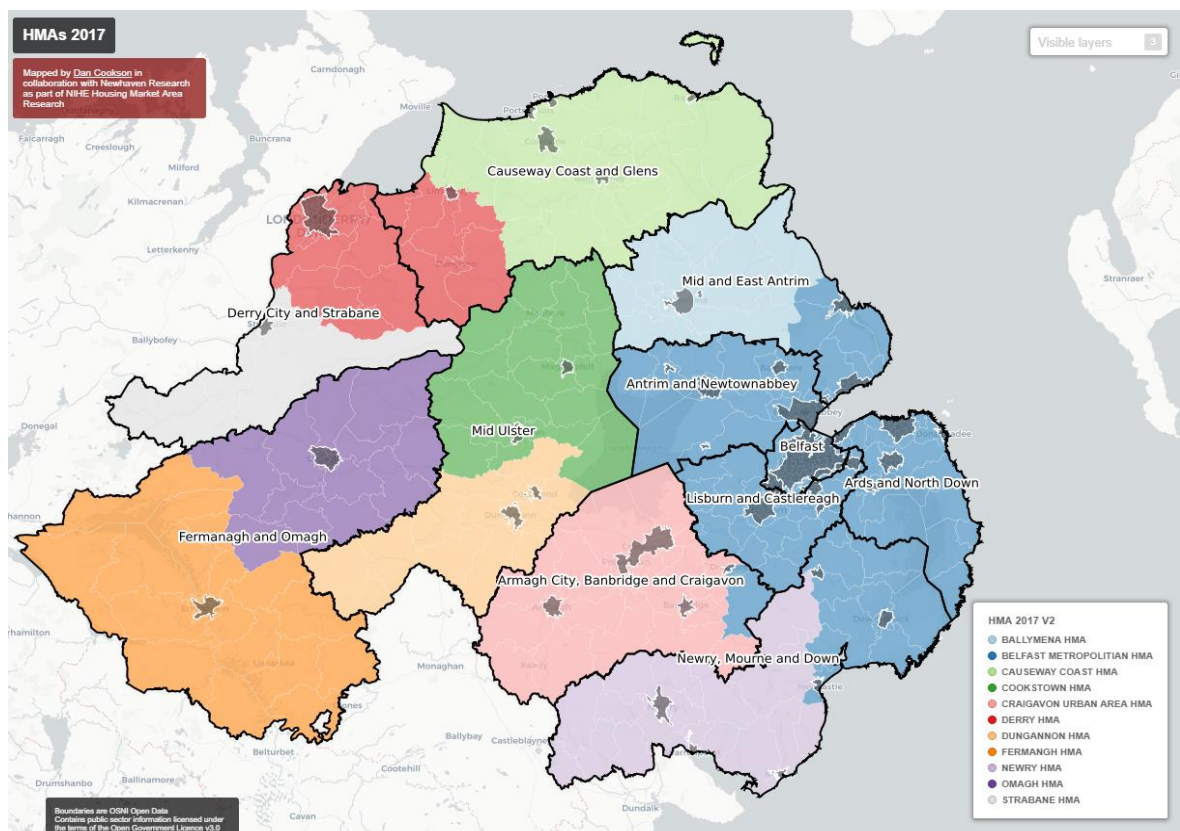 HMAs 2017
Mapped by Dan Cookson in
collaboration with Newhaven Research
as part of NIHE Housing Market Area
Research
Visible layers 3
Carndonagh
Moville
Falcarragh
Creeslough
Buncrana
Milford
Kilmacrenan
Letterkenny
Causeway Coast and Glens
Mid and East Antrim
Stranraer
Derry City and Strabane
Ballybofey
Antrim and Newtownabbey
Donegal
Mid Ulster
Belfast
Lisburn and Castlereagh
Ards and North Down
Fermanagh and Omagh
Armagh City, Banbridge and Craigavon
Monaghan
Newry, Mourne and Down
Ballybay
Castleblayne
Belturbet
Cootehill
Drumshanbo
Ballinamore
Dundalk
Cavan
HMA 2017 V2
BALLYMENA HMA
BELFAST METROPOLITIAN HMA
CAUSEWAY COAST HMA
COOKSTOWN HMA
CRAIGAVON URBAN AREA HMA
DERRY HMA
DUNGANNON HMA
FERMANGH HMA
NEWRY HMA
OMAGH HMA
STRABANE HMA
Boundaries are OSNI Open Data
Contains public sector information licensed under
the terms of the Open Government Licence v3.0